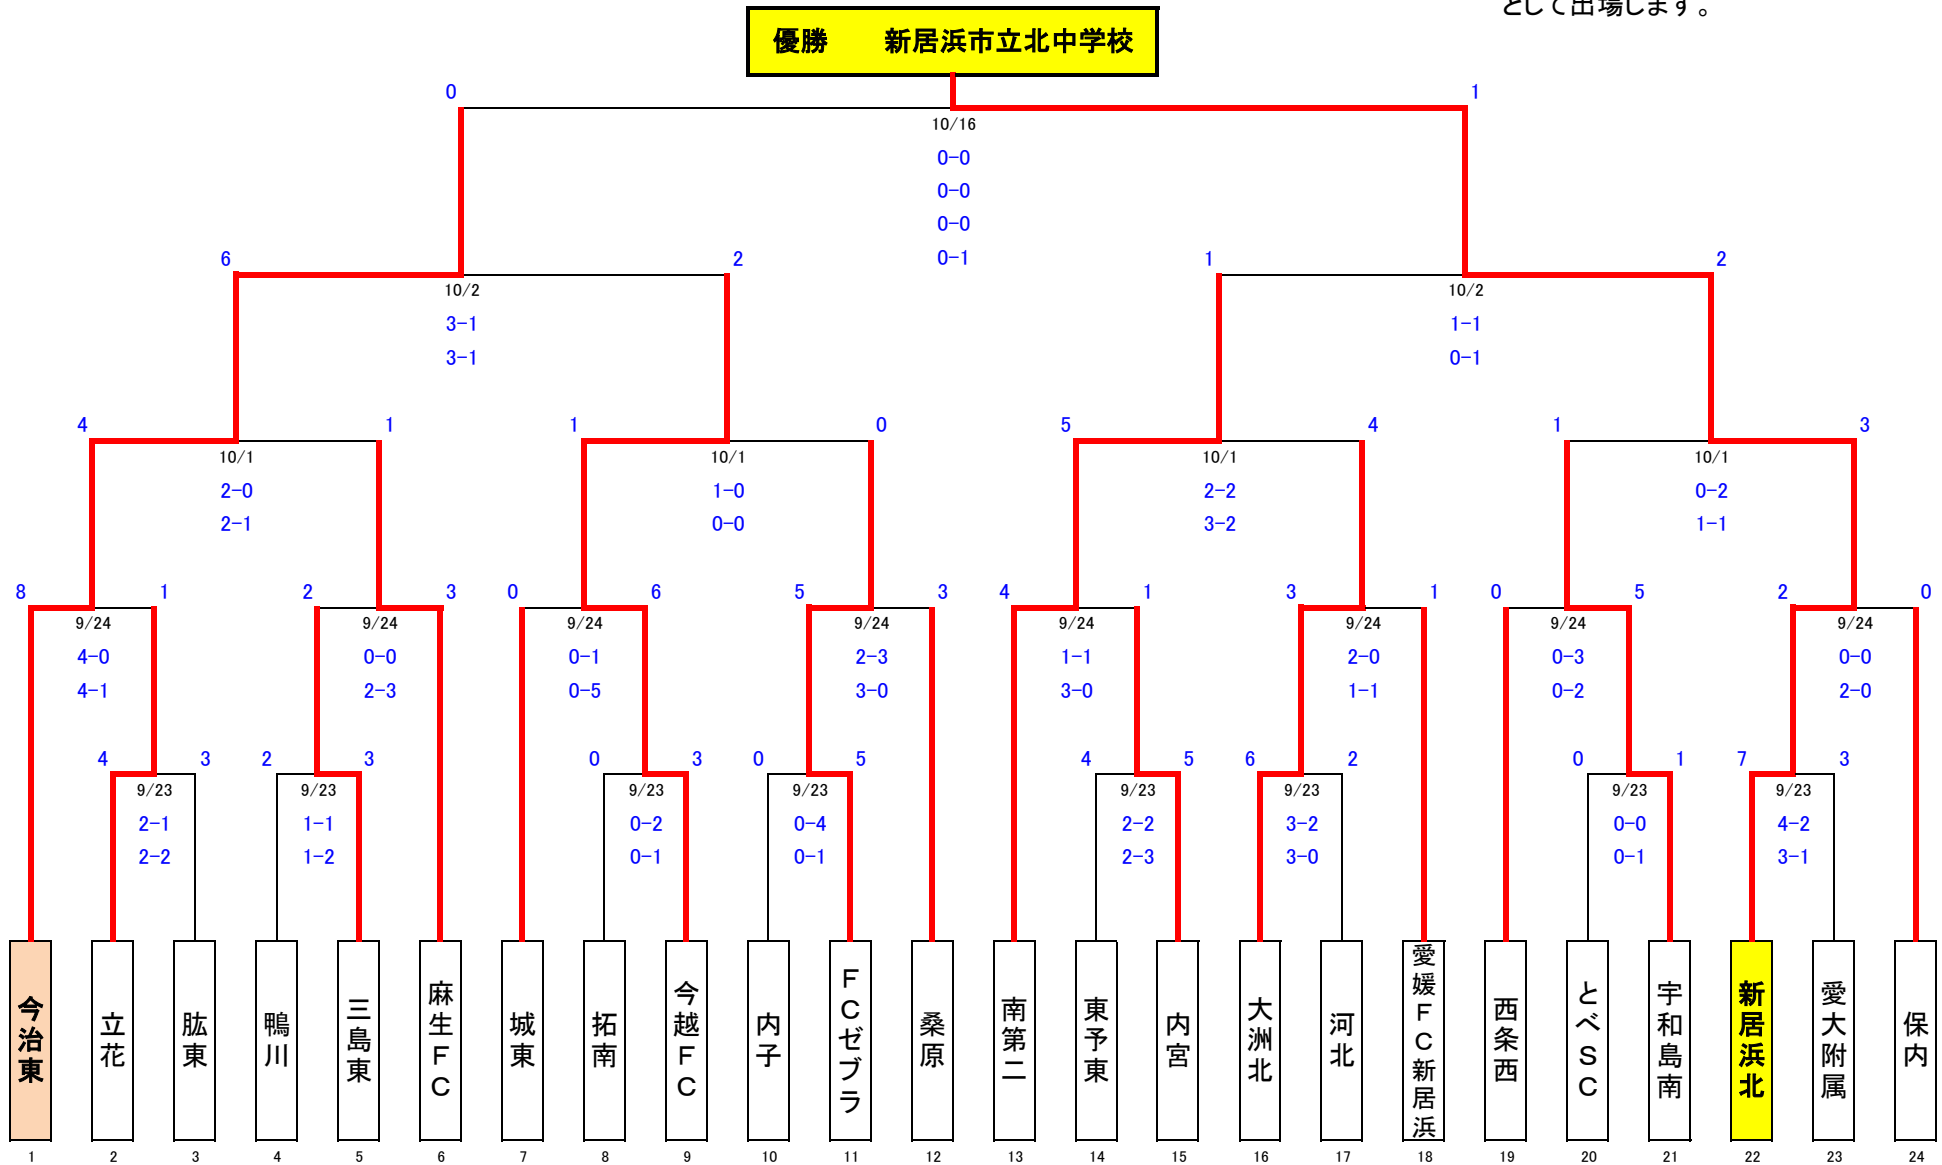 として出場します。
優勝　　新居浜市立北中学校
0 1
10/16
0-0
0-0
0-0
0-1
6 2 1 2
10/2 10/2
3-1 1-1
3-1 0-1
4 1 1 0 5 4 1 3
10/1 10/1 10/1 10/1
2-0 1-0 2-2 0-2
2-1 0-0 3-2 1-1
8 1 2 3 0 6 5 3 4 1 3 1 0 5 2 0
9/24 9/24 9/24 9/24 9/24 9/24 9/24 9/24
4-0 0-0 0-1 2-3 1-1 2-0 0-3 0-0
4-1 2-3 0-5 3-0 3-0 1-1 0-2 2-0
4 3 2 3 0 3 0 5 4 5 6 2 0 1 7 3
9/23 9/23 9/23 9/23 9/23 9/23 9/23 9/23
2-1 1-1 0-2 0-4 2-2 3-2 0-0 4-2
2-2 1-2 0-1 0-1 2-3 3-0 0-1 3-1
今治東
立花
肱東
鴨川
三島東
麻生FC
城東
拓南
今越FC
内子
FCゼブラ
桑原
南第二
東予東
内宮
大洲北
河北
愛媛FC新居浜
西条西
とべSC
宇和島南
新居浜北
愛大附属
保内
1 2 3 4 5 6 7 8 9 10 11 12 13 14 15 16 17 18 19 20 21 22 23 24